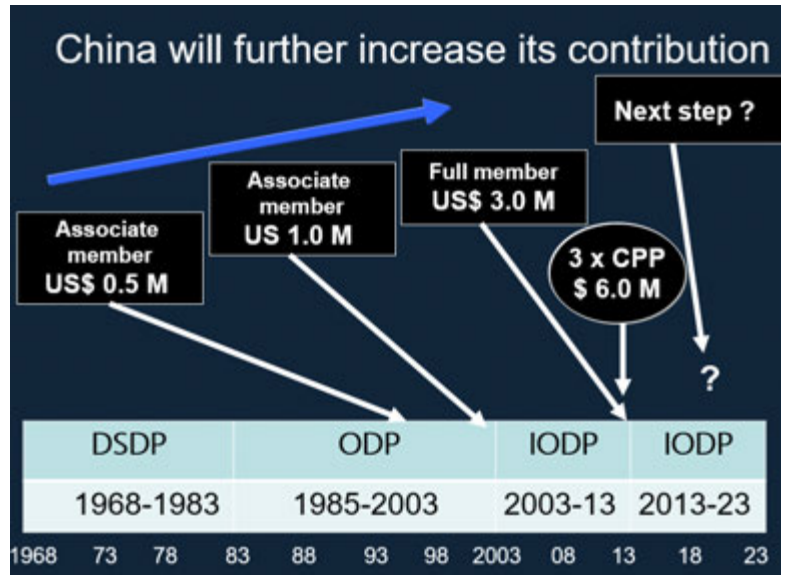 China will further increase its contribution
Next step ?
Full member
US$ 3.0 M
Associate
member
US 1.0 M
Associate
member
US$ 0.5 M
3 x CPP
$ 6.0 M
?
DSDP ODP IODP IODP
1968-1983 1985-2003 2003-13 2013-23
1968 73 78 83 88 93 98 2003 08 13 18 23